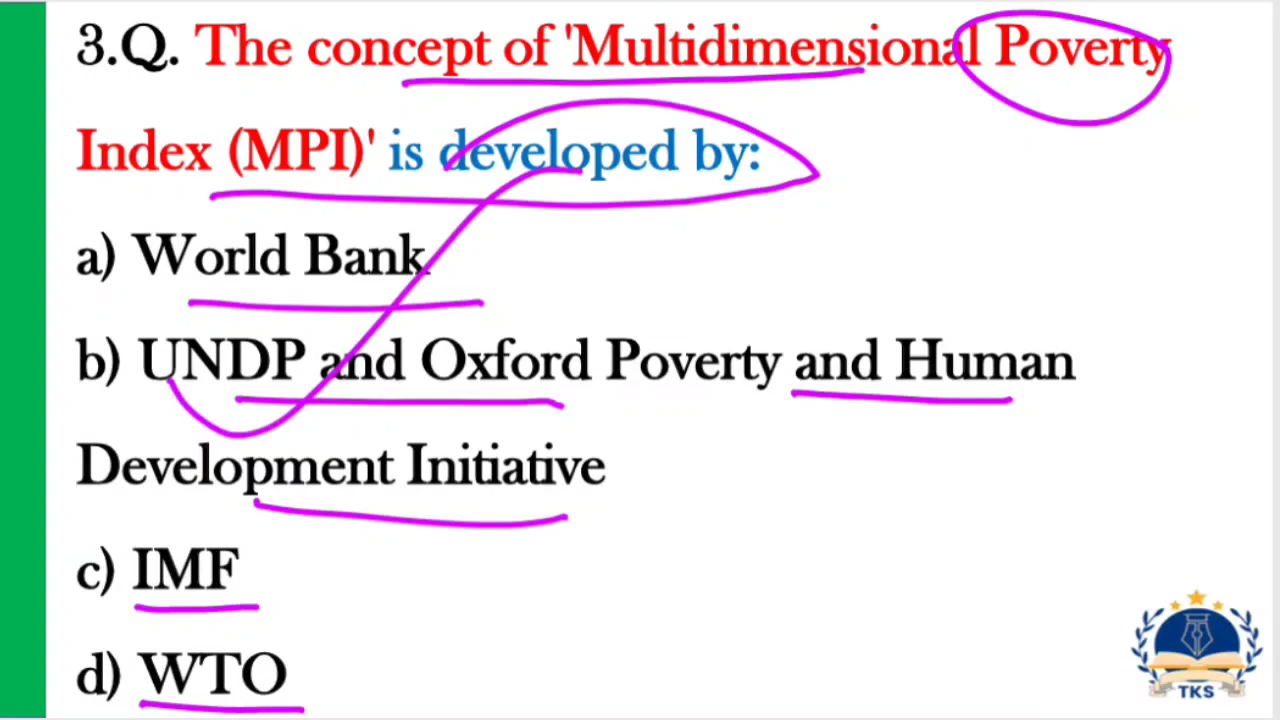 3.Q. The concept of 'Multidimensional Poverty
Index (MPI)' is developed by:
a) World Bank
b) UNDP and Oxford Poverty and Human
Development Initiative
c) IMF
d) WTO
TKS